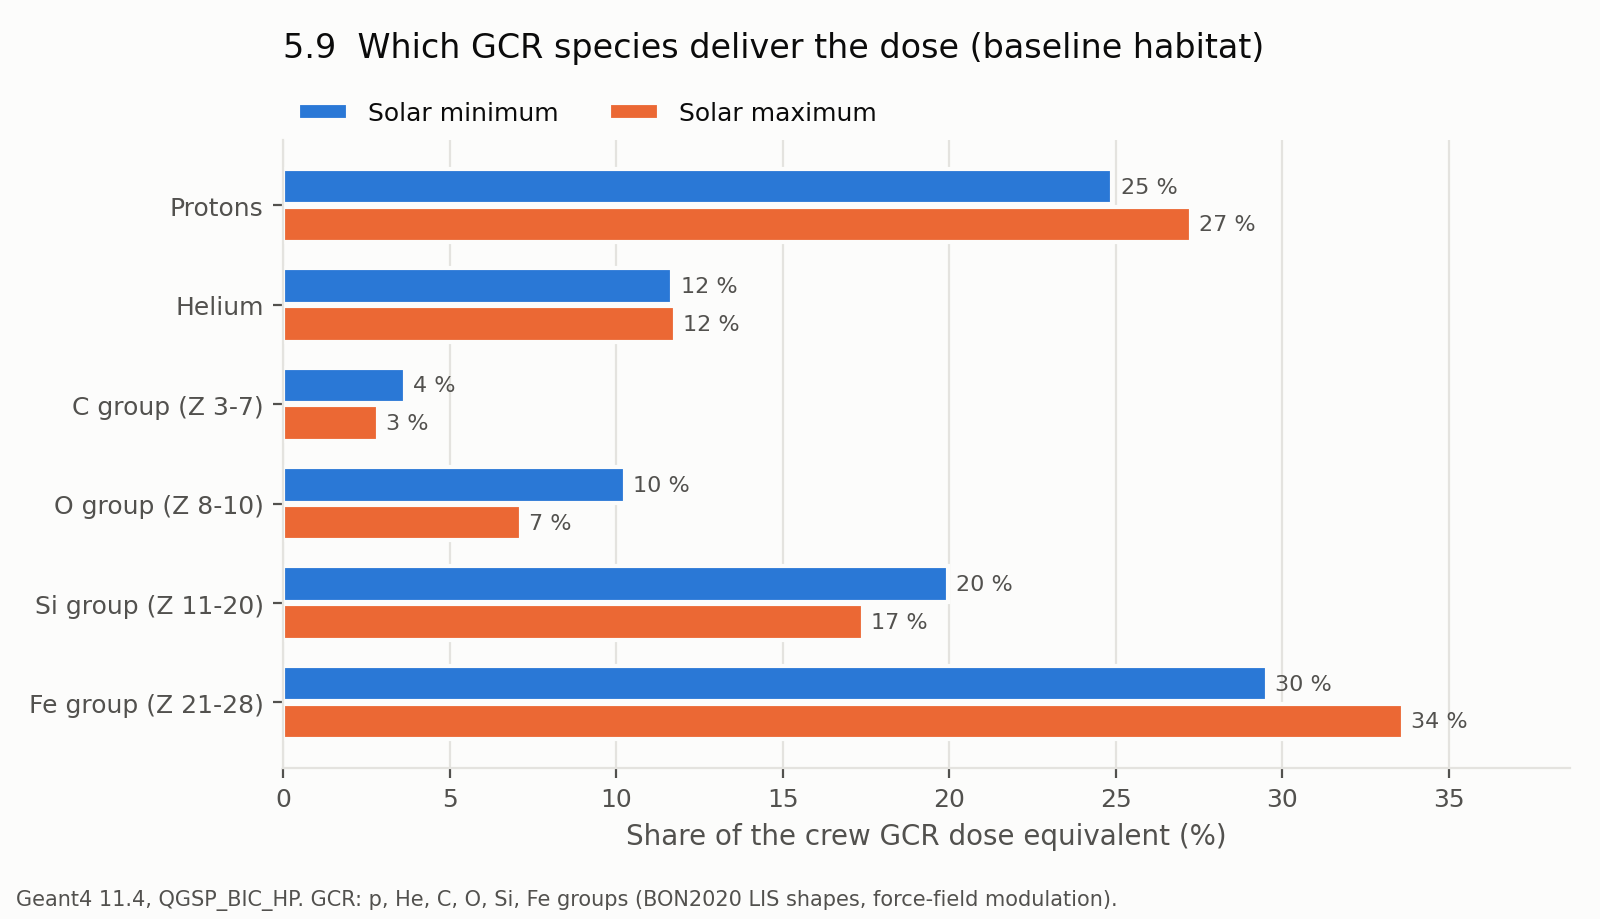 5.9  Which GCR species deliver the dose (baseline habitat)
Solar minimum
Solar maximum
Protons
25 %
27 %
Helium
12 %
12 %
C group (Z 3-7)
4 %
3 %
O group (Z 8-10)
10 %
7 %
Si group (Z 11-20)
20 %
17 %
Fe group (Z 21-28)
30 %
34 %
0 5 10 15 20 25 30 35
Share of the crew GCR dose equivalent (%)
Geant4 11.4, QGSP_BIC_HP. GCR: p, He, C, O, Si, Fe groups (BON2020 LIS shapes, force-field modulation).